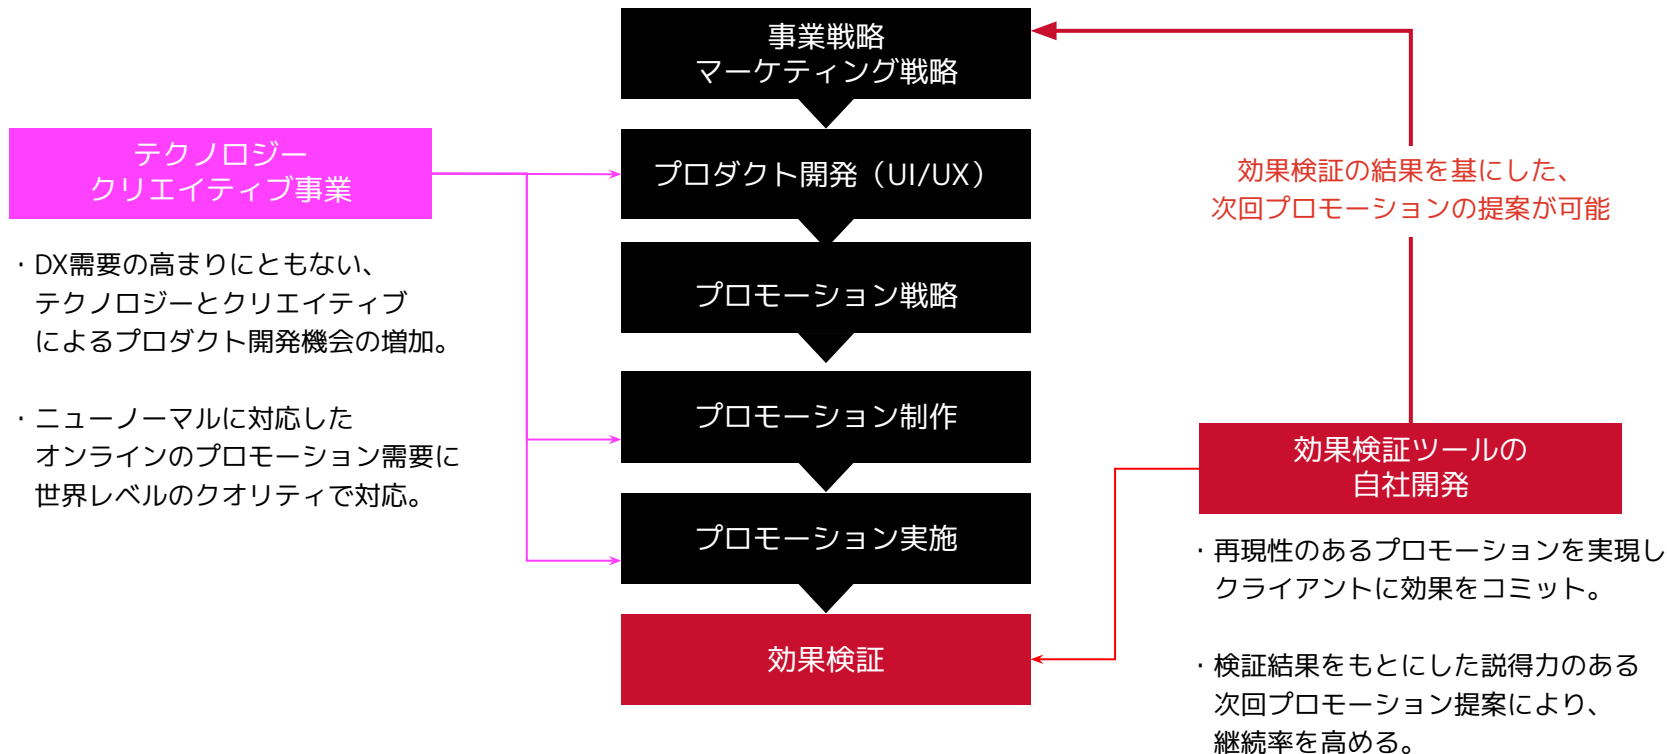 事業戦略
マーケティング戦略
テクノロジー
クリエイティブ事業
・DX需要の高まりにともない、
テクノロジーとクリエイティブ
によるプロダクト開発機会の増加。
・ニューノーマルに対応した
オンラインのプロモーション需要に
世界レベルのクオリティで対応。
プロダクト開発（UI/UX）
プロモーション戦略
プロモーション制作
プロモーション実施
効果検証
効果検証の結果を基にした、
次回プロモーションの提案が可能
効果検証ツールの
自社開発
・再現性のあるプロモーションを実現し
クライアントに効果をコミット。
・検証結果をもとにした説得力のある
次回プロモーション提案により、
継続率を高める。